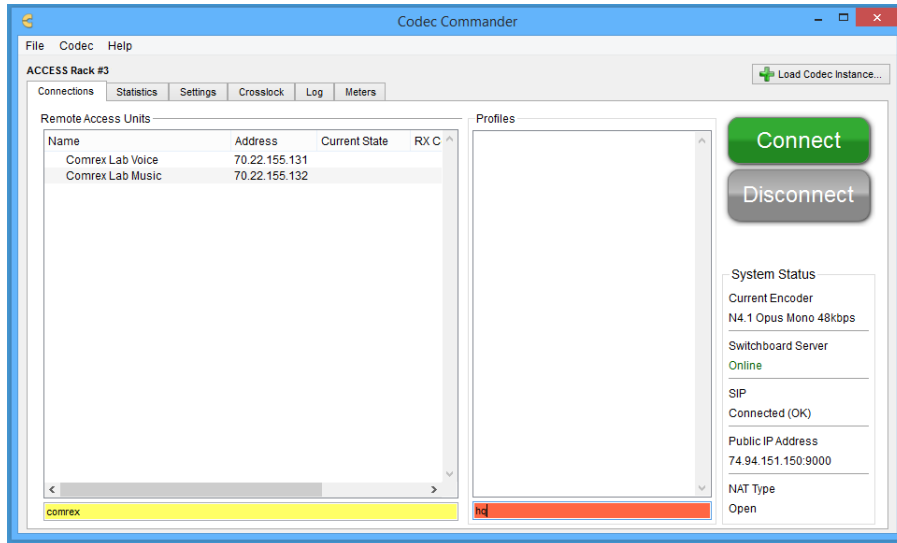 Codec Commander
File Codec Help
ACCESS Rack #3
Load Codec Instance...
Connections Statistics Settings Crosslock Log Meters
Remote Access Units
Profiles
Name Address Current State RX C
Comrex Lab Voice 70.22.155.131
Comrex Lab Music 70.22.155.132
Connect
Disconnect
System Status
Current Encoder
N4.1 Opus Mono 48kbps
Switchboard Server
Online
SIP
Connected (OK)
Public IP Address
74.94.151.150:9000
NAT Type
Open
comrex
hq